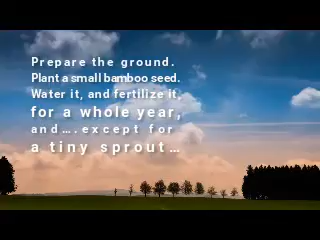 Prepare the ground.
Plant a small bamboo seed.
Water it, and fertilize it,
for a whole year,
and….except for
a tiny sprout…